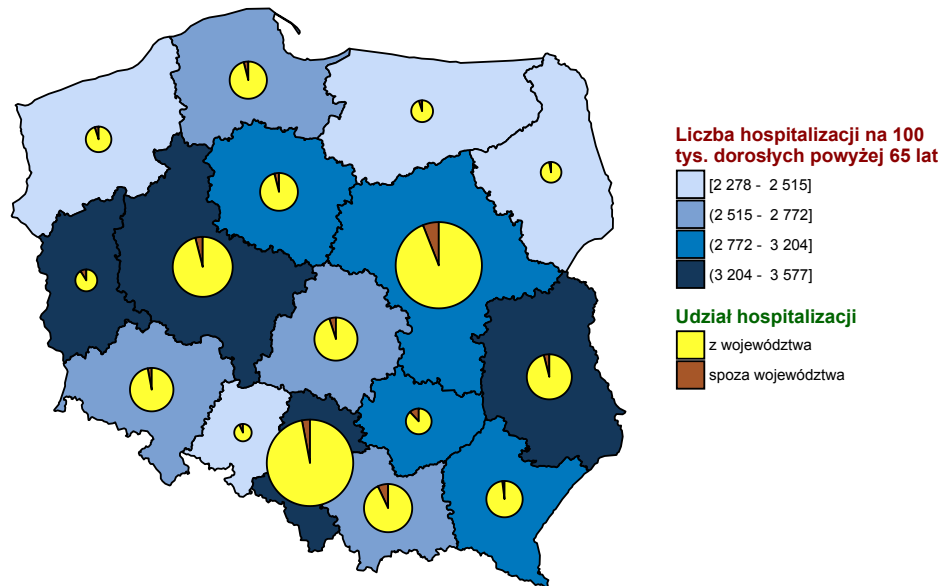 Liczba hospitalizacji na 100
tys. dorosłych powyżej 65 lat
[2 278 - 2 515]
(2 515 - 2 772]
(2 772 - 3 204]
(3 204 - 3 577]
Udział hospitalizacji
z województwa
spoza województwa